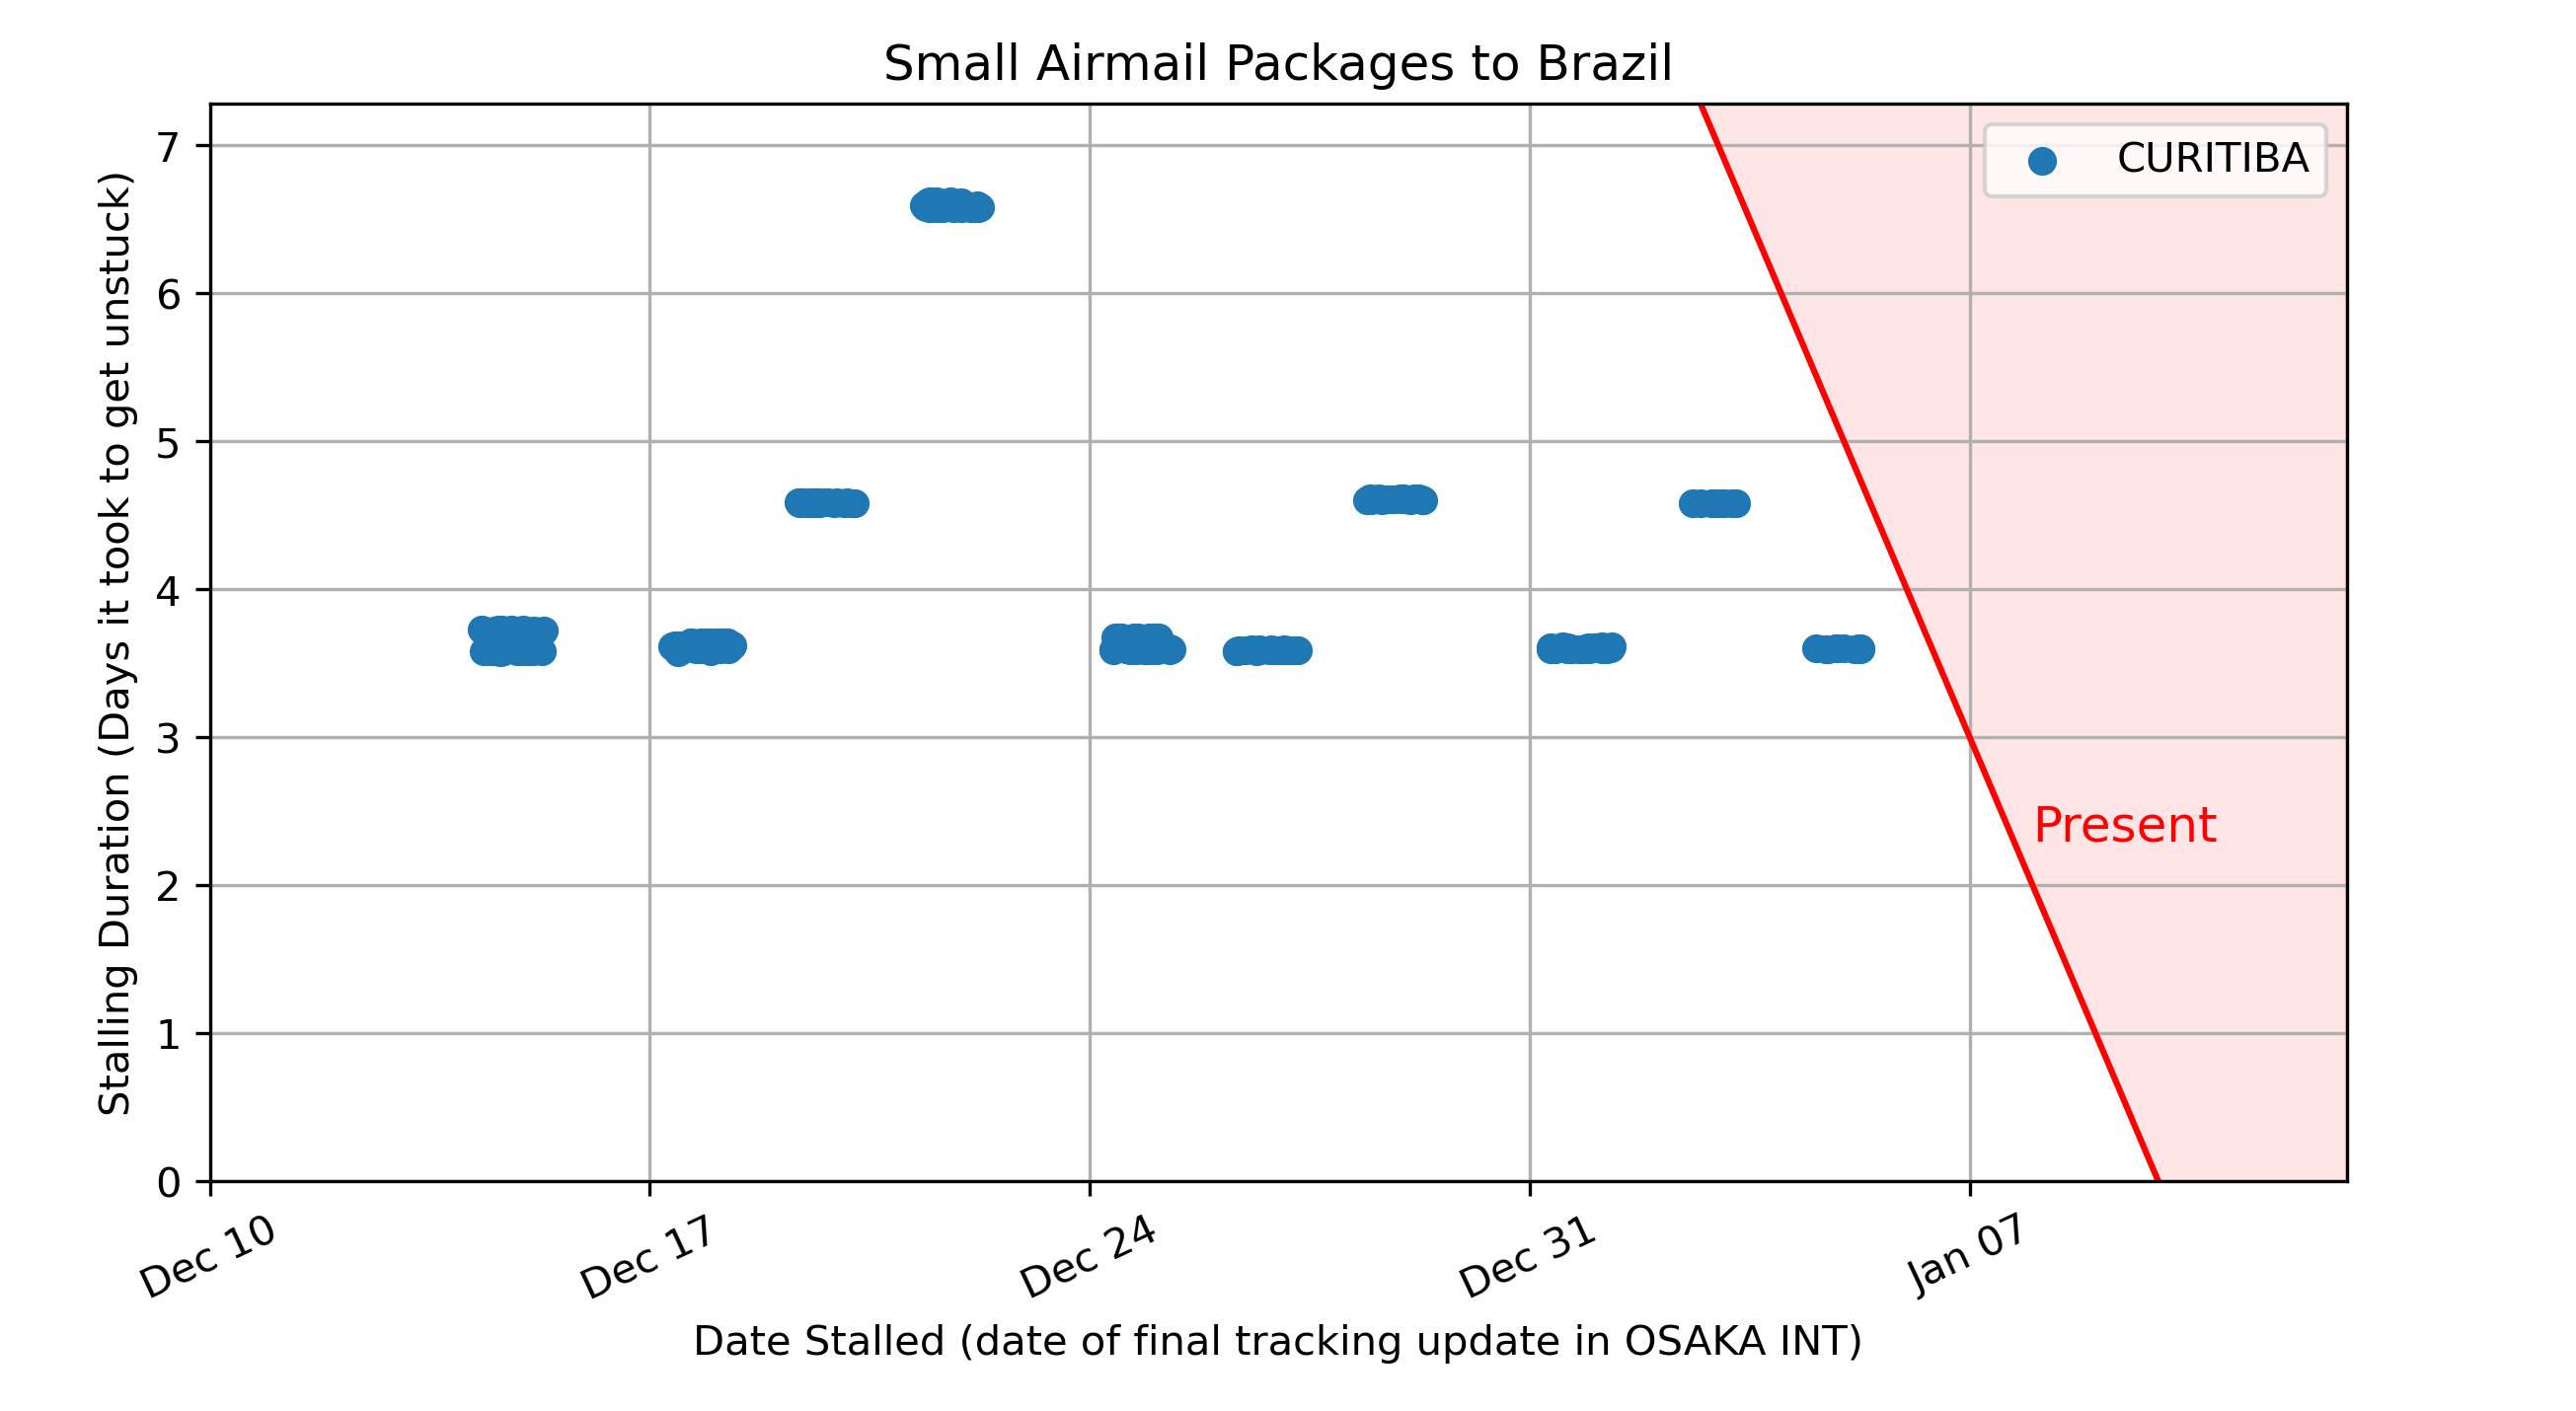 Small Airmail Packages to Brazil
CURITIBA
Stalling Duration (Days it took to get unstuck)
7
6
5
4
3
2
1
0
Present
Dec 10
Dec 17
Dec 24
Dec 31
Jan 07
Date Stalled (date of final tracking update in OSAKA INT)